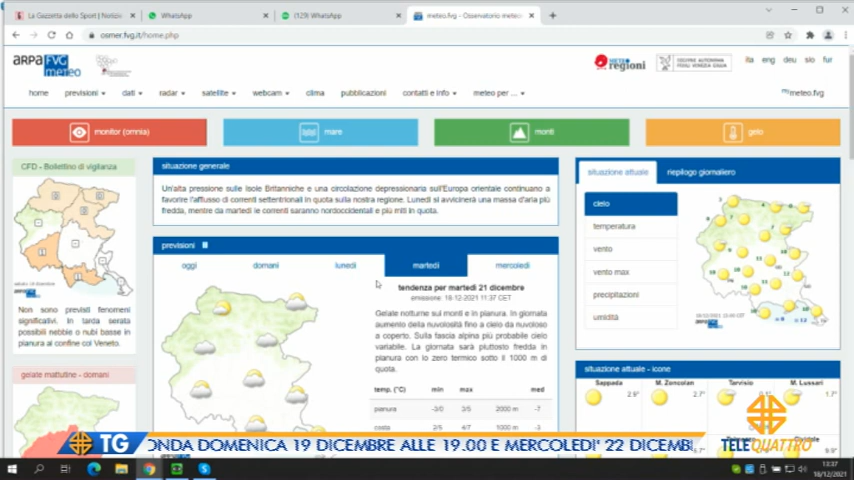 La Gazzetta dello Sport | Notizie
WhatsApp
(129) WhatsApp
meteo.fvg - Osservatorio meteo
osmer.fvg.it/home.php
ARPA FVG
meteo
METEO
regioni
ita eng deu slo fur
home previsioni dati radar satellite webcam clima pubblicazioni contatti e info meteo per ... mymeteo.fvg
monitor (omnia) mare monti gelo
CFD - Bollettino di vigilanza
situazione generale
situazione attuale riepilogo giornaliero
Un'alta pressione sulle Isole Britanniche e una circolazione depressionaria sull'Europa orientale continuano a
favorire l'afflusso di correnti settentrionali in quota sulla nostra regione. Lunedì si avvicinerà una massa d'aria più
fredda, mentre da martedì le correnti saranno nordoccidentali e più miti in quota.
cielo
temperatura
vento
vento max
precipitazioni
umidità
previsioni
oggi domani lunedì martedì mercoledì
tendenza per martedì 21 dicembre
emissione 18-12-2021 11:37 CET
Gelate notturne sui monti e in pianura. In giornata
aumento della nuvolosità fino a cielo da nuvoloso
a coperto. Sulla fascia alpina più probabile cielo
variabile. La giornata sarà piuttosto fredda in
pianura con lo zero termico sotto il 1000 m di
quota.
temp. (°C) min max med
pianura -3/0 3/5 2000 m -7
costa 2/5 4/7 1000 m -3
Non sono previsti fenomeni
significativi. In tarda serata
possibili nebbie o nubi basse in
pianura al confine col Veneto.
gelate mattutine - domani
situazione attuale - icone
Sappada M. Zoncolan Tarvisio M. Lussari
2.9° 2.7° 0.1° 1.7°
TG
ONDA DOMENICA 19 DICEMBRE ALLE 19.00 E MERCOLEDI' 22 DICEMB
TELEQUATTRO
13:37
18/12/2021